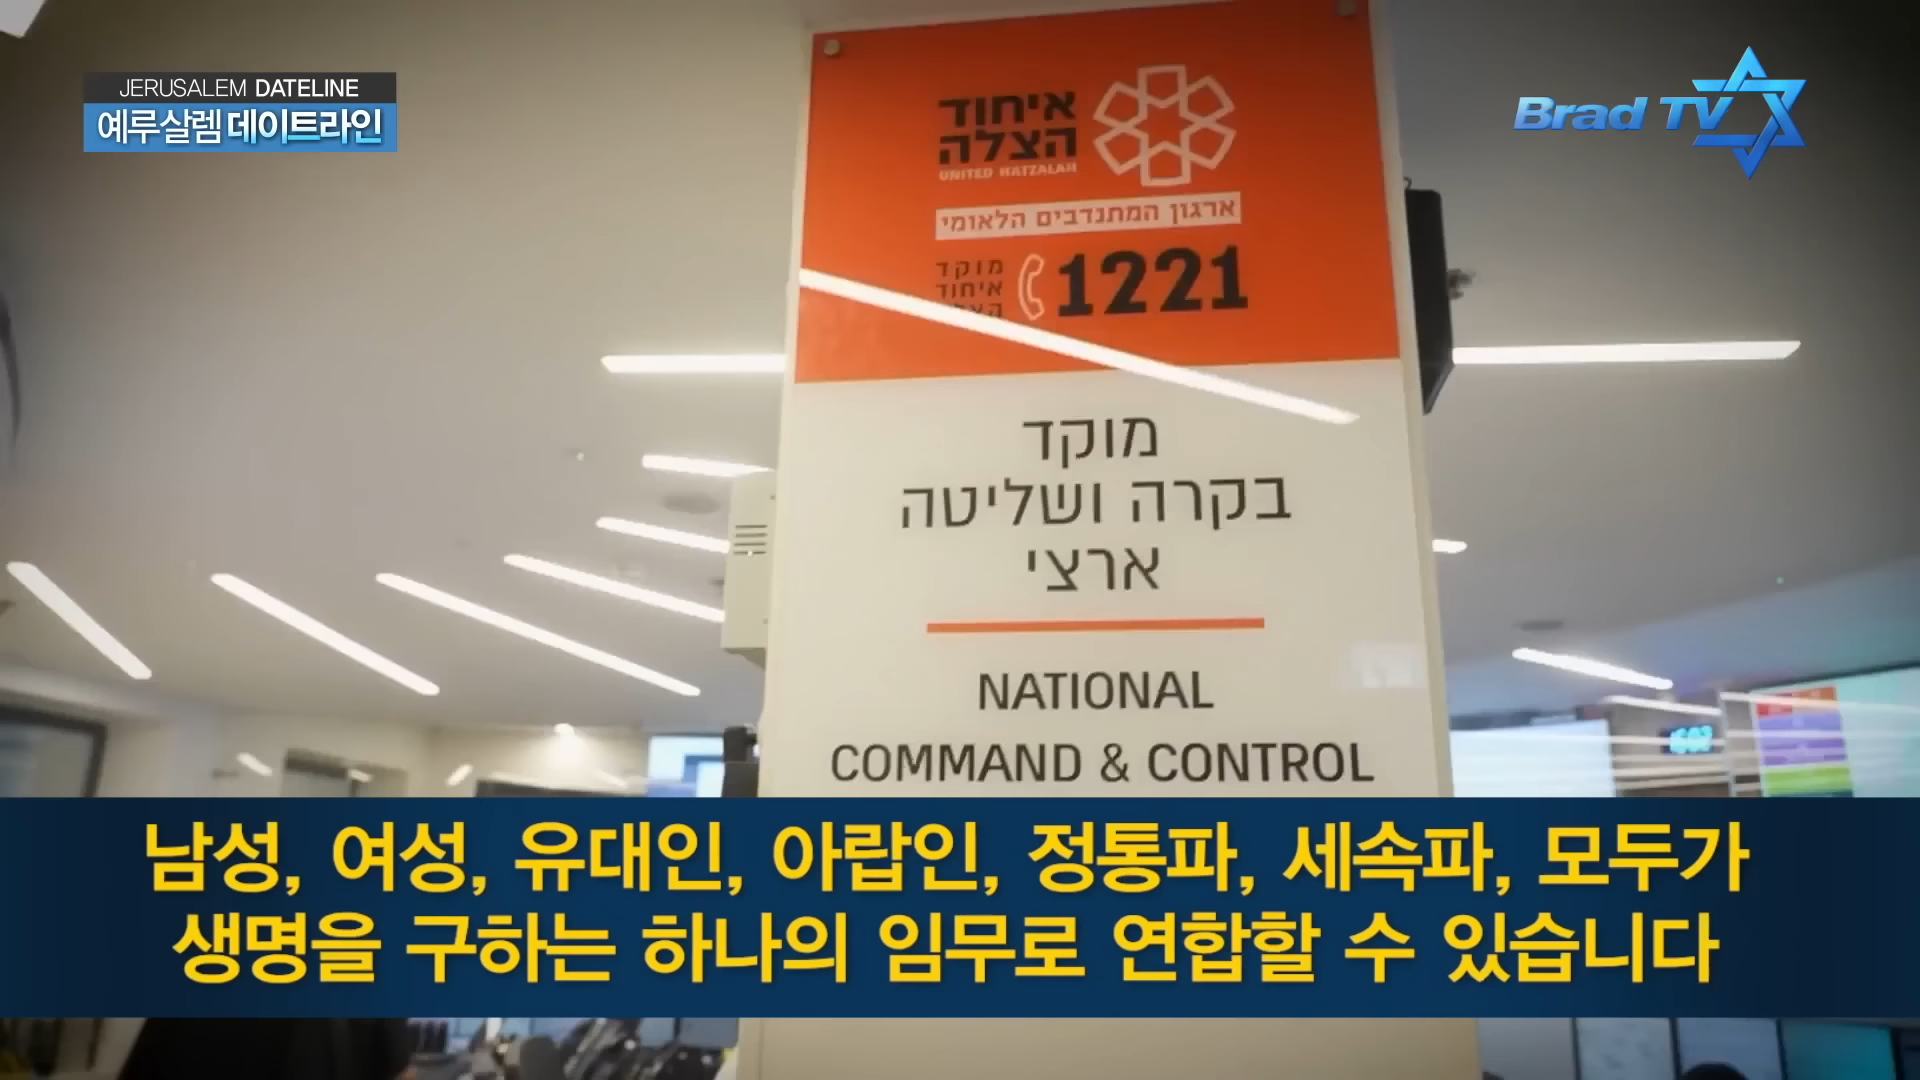 JERUSALEM DATELINE
예루살렘 데이트라인
Brad TV
איחוד
הצלה
UNITED HATZALAH
ארגון המתנדבים הלאומי
מוקד
איחוד
1221
מוקד
בקרה ושליטה
ארצי
NATIONAL
COMMAND & CONTROL
남성, 여성, 유대인, 아랍인, 정통파, 세속파, 모두가
생명을 구하는 하나의 임무로 연합할 수 있습니다